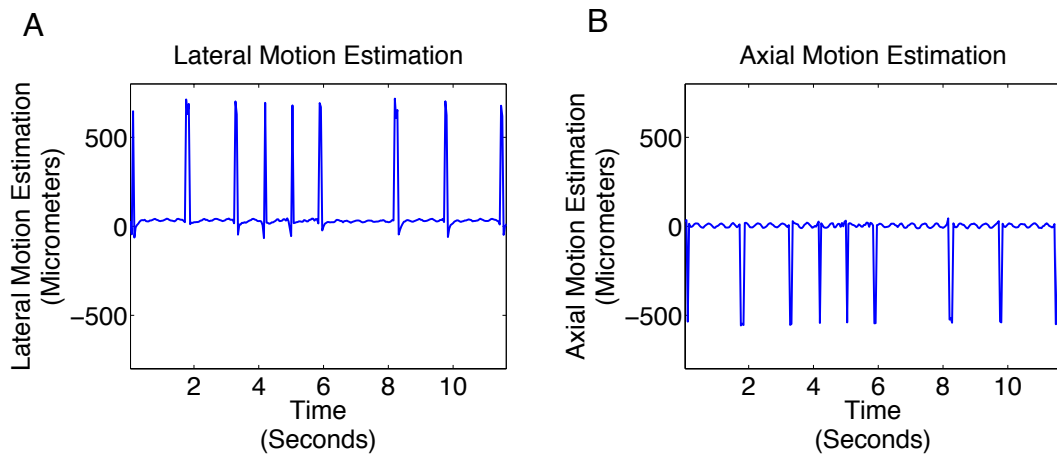 A
Lateral Motion Estimation
Lateral Motion Estimation
(Micrometers)
500
0
−500
2
4
6
8
10
Time
(Seconds)
B
Axial Motion Estimation
Axial Motion Estimation
(Micrometers)
500
0
−500
2
4
6
8
10
Time
(Seconds)